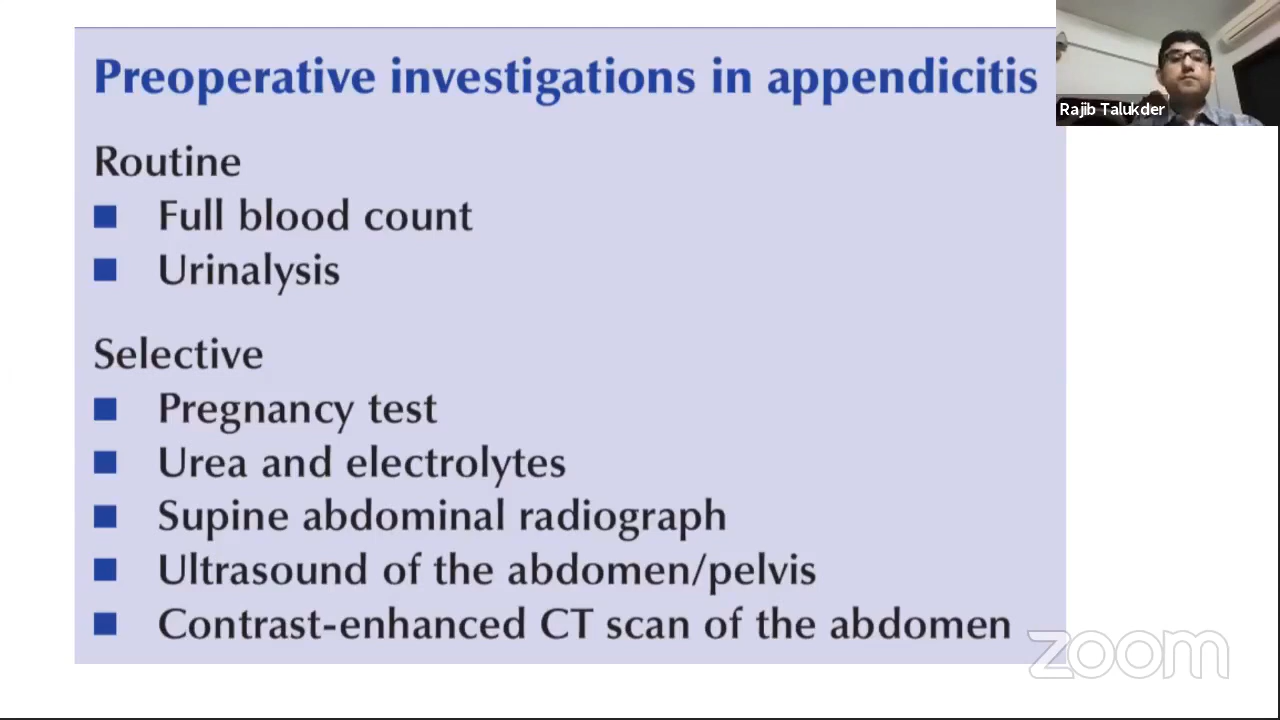 Preoperative investigations in appendicitis
Routine
■ Full blood count
■ Urinalysis
Selective
■ Pregnancy test
■ Urea and electrolytes
■ Supine abdominal radiograph
■ Ultrasound of the abdomen/pelvis
■ Contrast-enhanced CT scan of the abdomen
Rajib Talukder
zoom